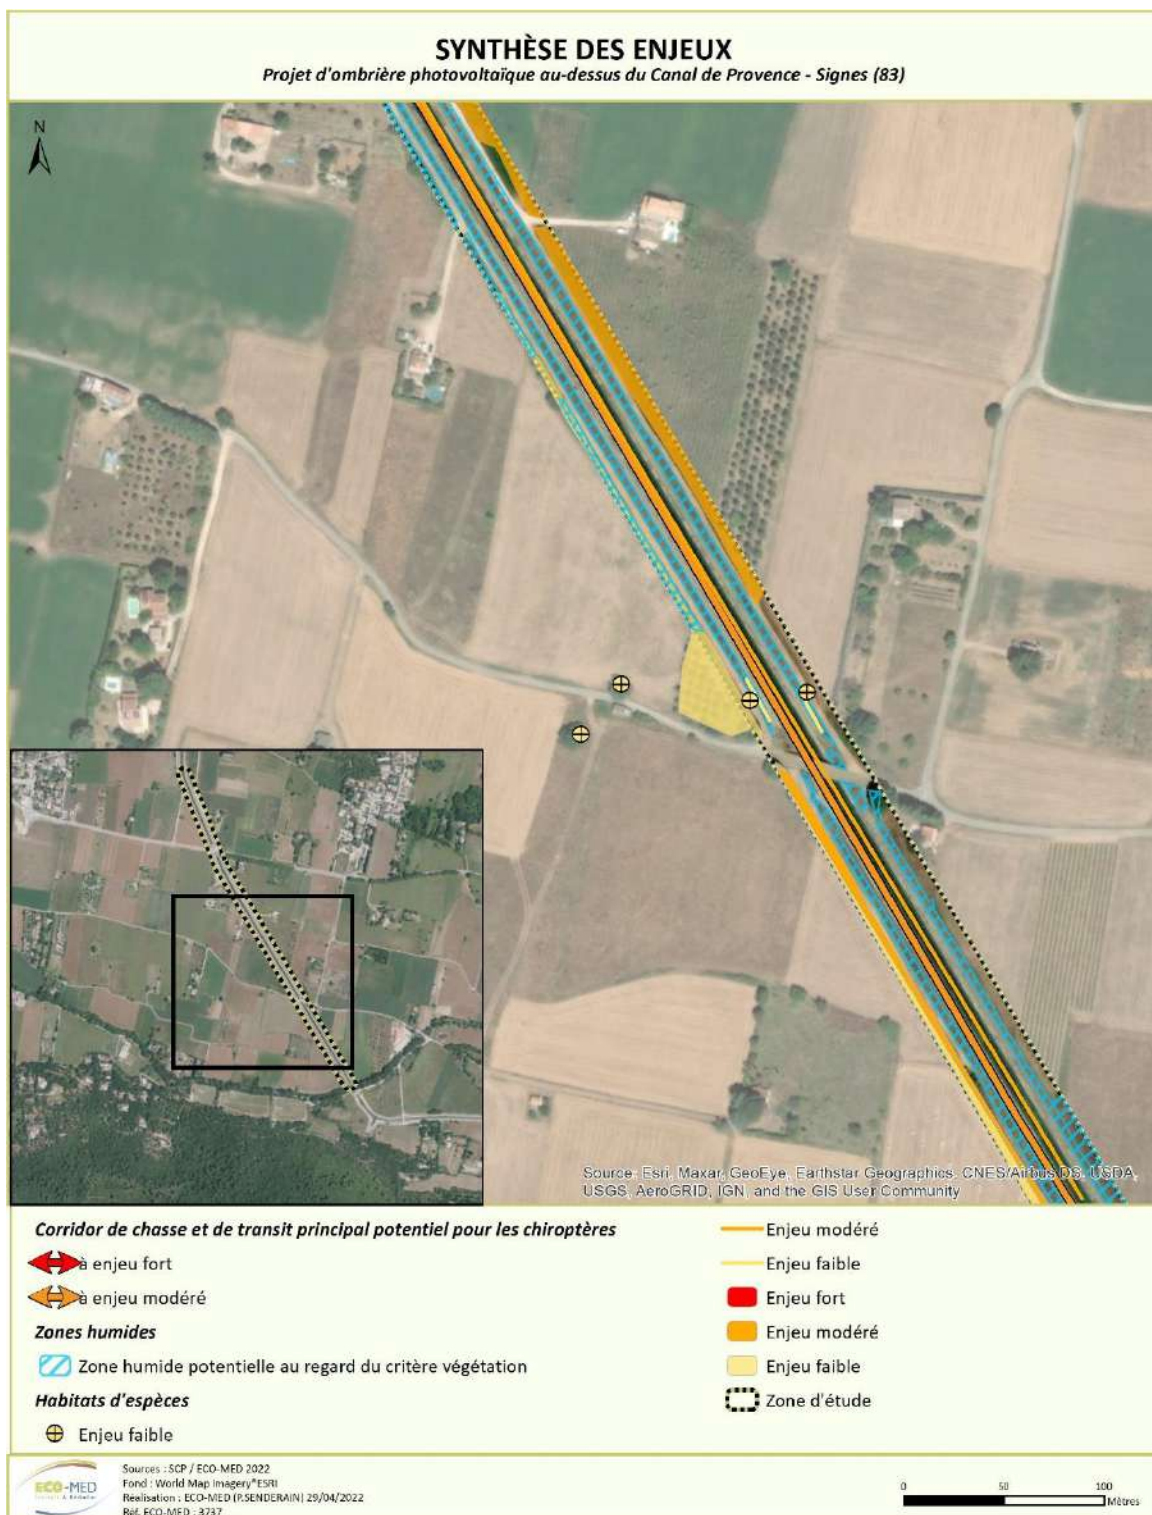 SYNTHÈSE DES ENJEUX
Projet d'ombrière photovoltaïque au-dessus du Canal de Provence - Signes (83)
N
Source: Esri, Maxar, GeoEye, Earthstar Geographics, CNES/Airbus DS, USDA,
USGS, AeroGRID, IGN, and the GIS User Community
Corridor de chasse et de transit principal potentiel pour les chiroptères
à enjeu fort
à enjeu modéré
Zones humides
Zone humide potentielle au regard du critère végétation
Habitats d'espèces
Enjeu faible
Enjeu modéré
Enjeu faible
Enjeu fort
Enjeu modéré
Enjeu faible
Zone d'étude
ECO-MED
Sources : SCP / ECO-MED 2022
Fond : World Map Imagery®ESRI
Réalisation : ECO-MED (P.SENDERAIN) 29/04/2022
Réf. ECO-MED : 3737
0 50 100
Mètres